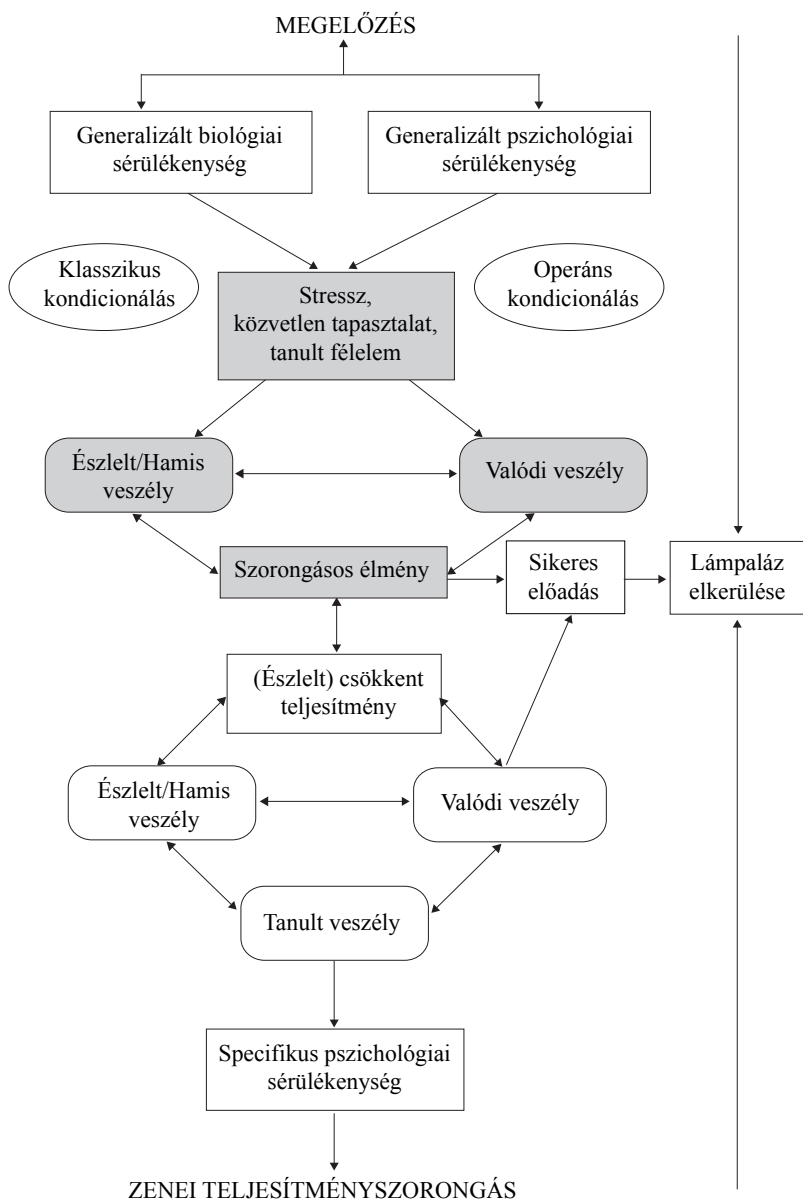 MEGELŐZÉS
Generalizált biológiai
sérülékenység
Generalizált pszichológiai
sérülékenység
Klasszikus
kondicionálás
Operáns
kondicionálás
Stressz,
közvetlen tapasztalat,
tanult félelem
Észlelt/Hamis
veszély
Valódi veszély
Szorongásos élmény
Sikeres
előadás
Lámpaláz
elkerülése
(Észlelt) csökkent
teljesítmény
Észlelt/Hamis
veszély
Valódi veszély
Tanult veszély
Specifikus pszichológiai
sérülékenység
ZENEI TELJESÍTMÉNYSZORONGÁS